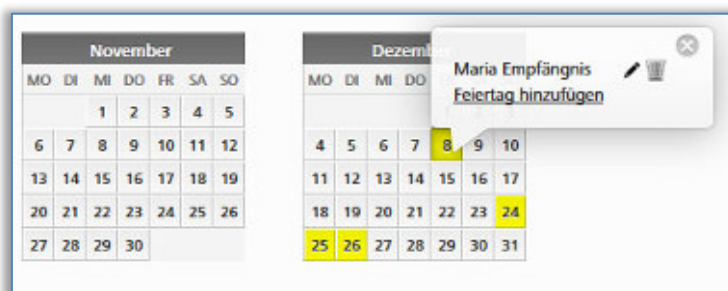 November
MO DI MI DO FR SA SO
1 2 3 4 5
6 7 8 9 10 11 12
13 14 15 16 17 18 19
20 21 22 23 24 25 26
27 28 29 30
Dezemb
MO DI MI DO
4 5 6 7 8 9 10
11 12 13 14 15 16 17
18 19 20 21 22 23 24
25 26 27 28 29 30 31
Maria Empfängnis
Feiertag hinzufügen